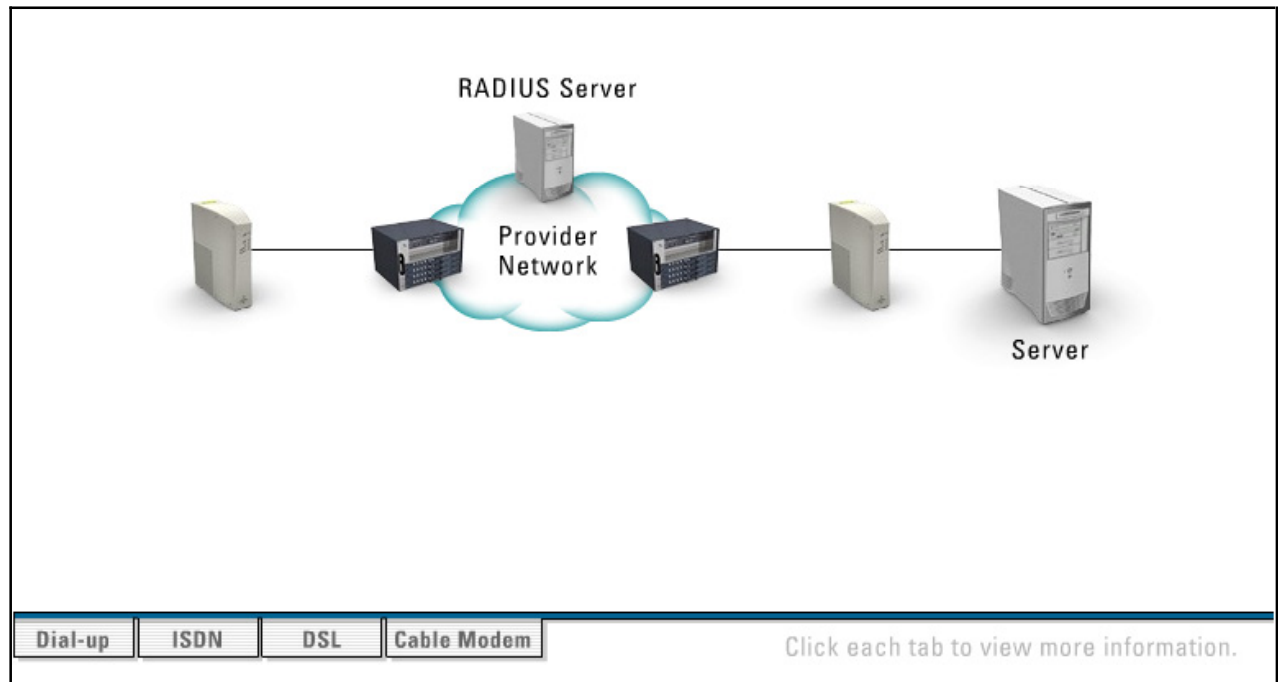 RADIUS Server
Provider
Network
Server
Dial-up
ISDN
DSL
Cable Modem
Click each tab to view more information.